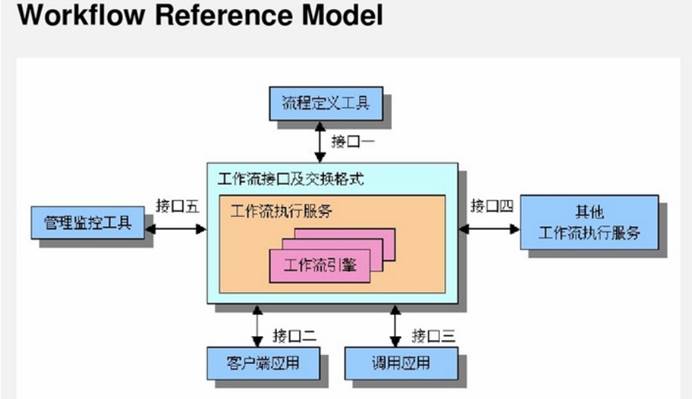 Workflow Reference Model
流程定义工具
接口一
工作流接口及交换格式
工作流执行服务
工作流引擎
接口五
管理监控工具
接口四
其他
工作流执行服务
接口二
接口三
客户端应用
调用应用